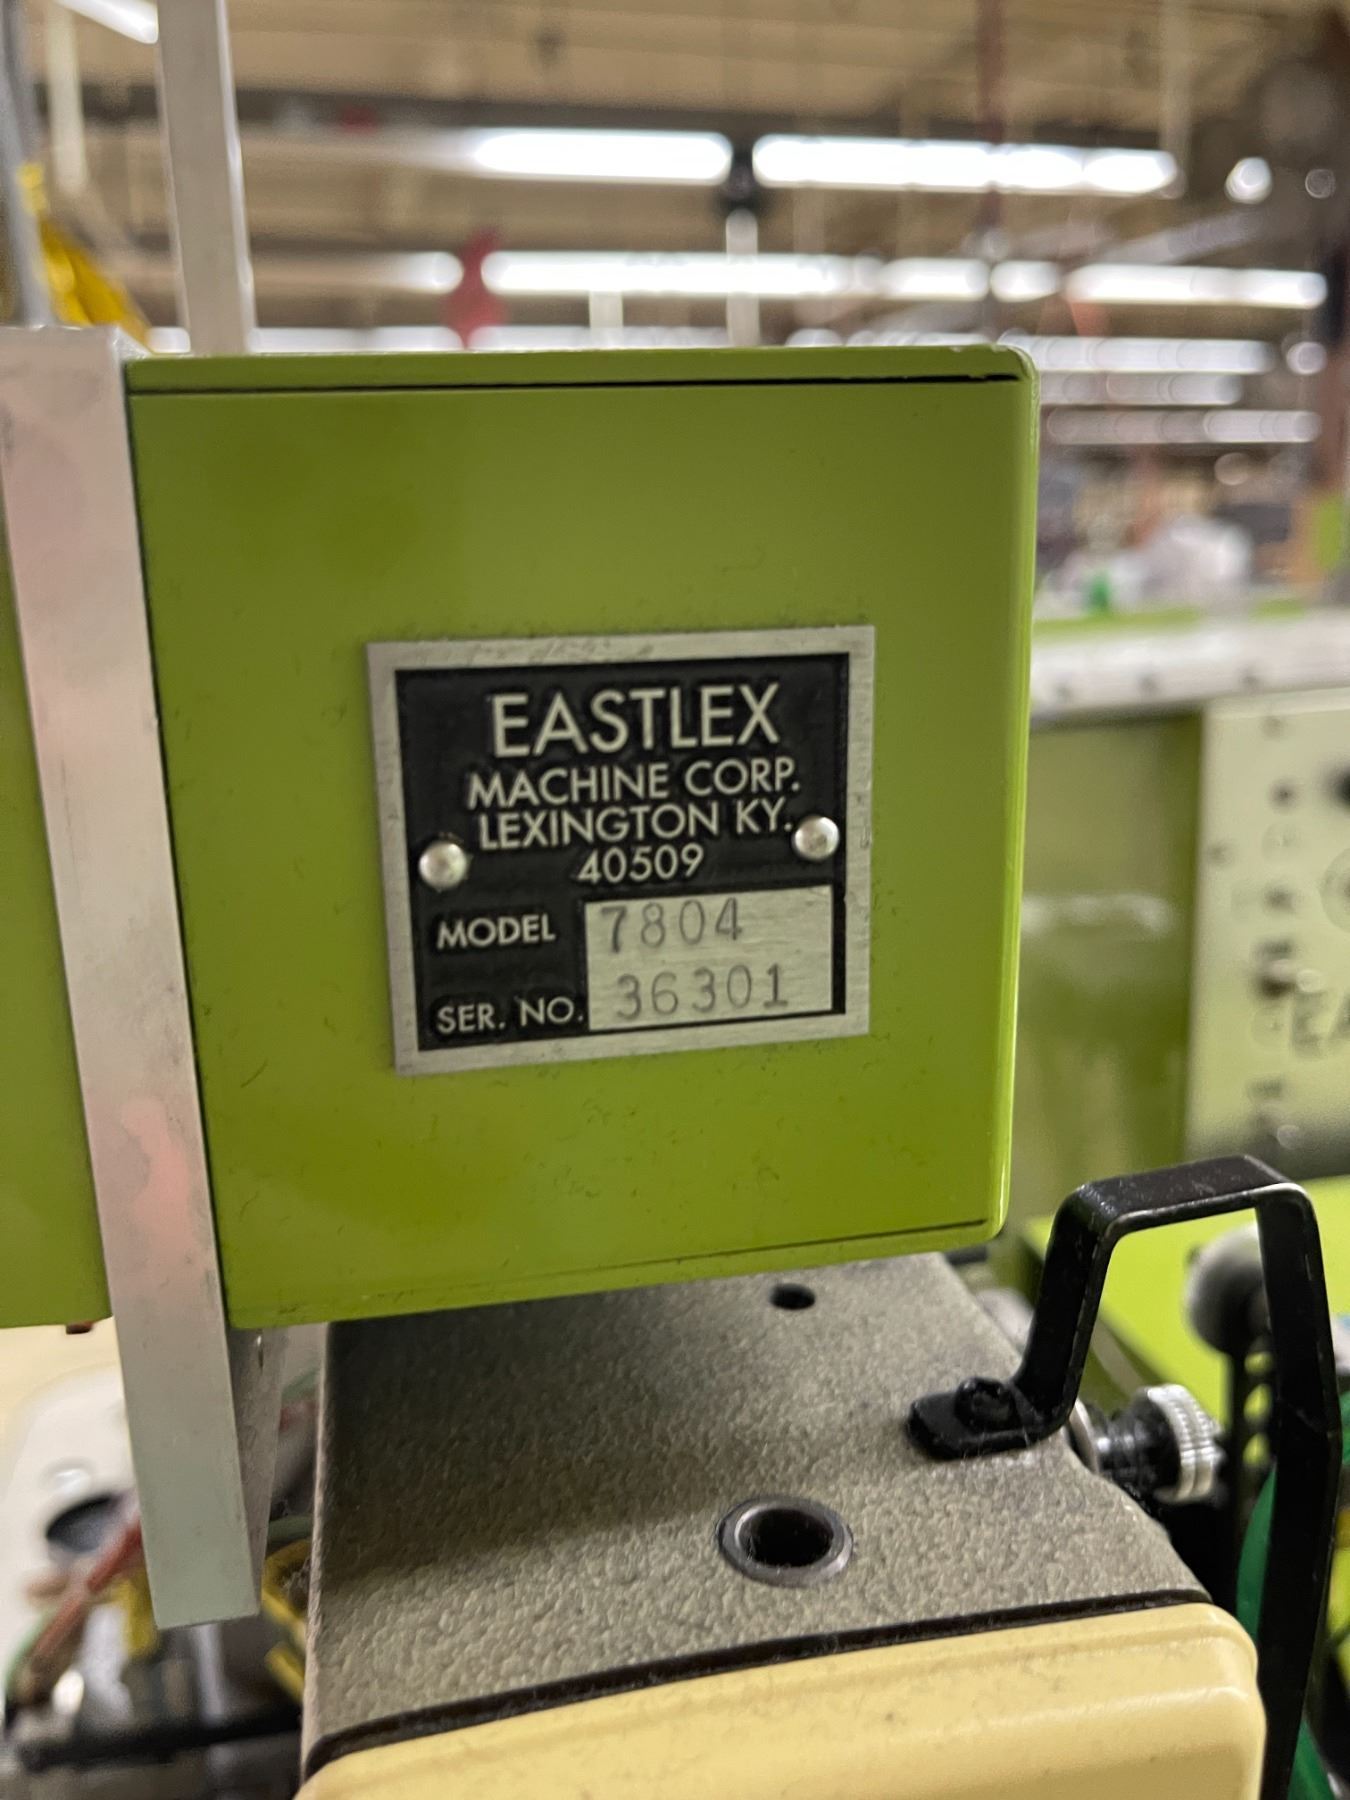 EASTLEX
MACHINE CORP.
LEXINGTON KY.
40509
MODEL 7804
SER. NO. 36301